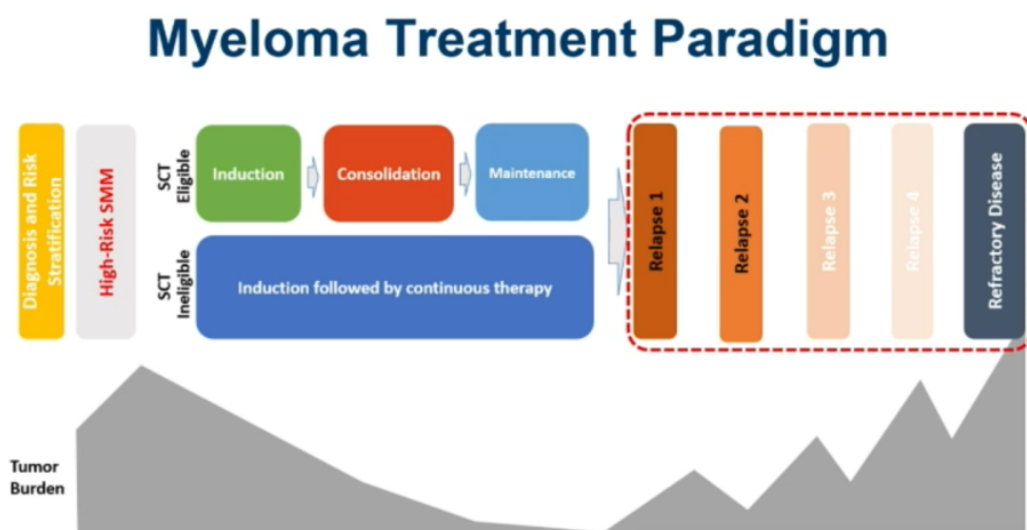 Myeloma Treatment Paradigm
Diagnosis and Risk
Stratification
High-Risk SMM
SCT
Eligible
Induction
Consolidation
Maintenance
SCT
Ineligible
Induction followed by continuous therapy
Relapse 1
Relapse 2
Relapse 3
Relapse 4
Refractory Disease
Tumor
Burden